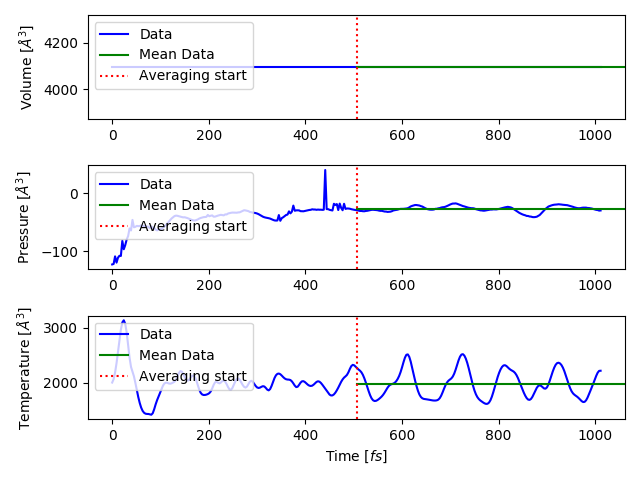 Volume [Å³]
4200
4000
Data
Mean Data
Averaging start
0 200 400 600 800 1000
Pressure [Å³]
0
−100
Data
Mean Data
Averaging start
0 200 400 600 800 1000
Temperature [Å³]
3000
2000
Data
Mean Data
Averaging start
0 200 400 600 800 1000
Time [fs]